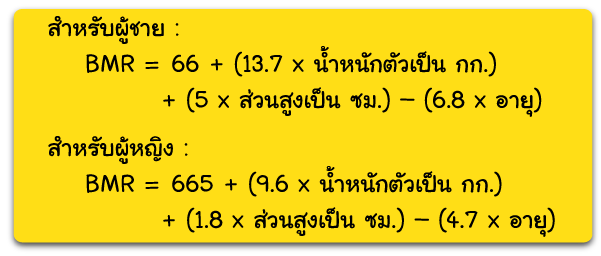 สำหรับผู้ชาย :
BMR = 66 + (13.7 x น้ำหนักตัวเป็น กก.)
+ (5 x ส่วนสูงเป็น ซม.) – (6.8 x อายุ)
สำหรับผู้หญิง :
BMR = 665 + (9.6 x น้ำหนักตัวเป็น กก.)
+ (1.8 x ส่วนสูงเป็น ซม.) – (4.7 x อายุ)